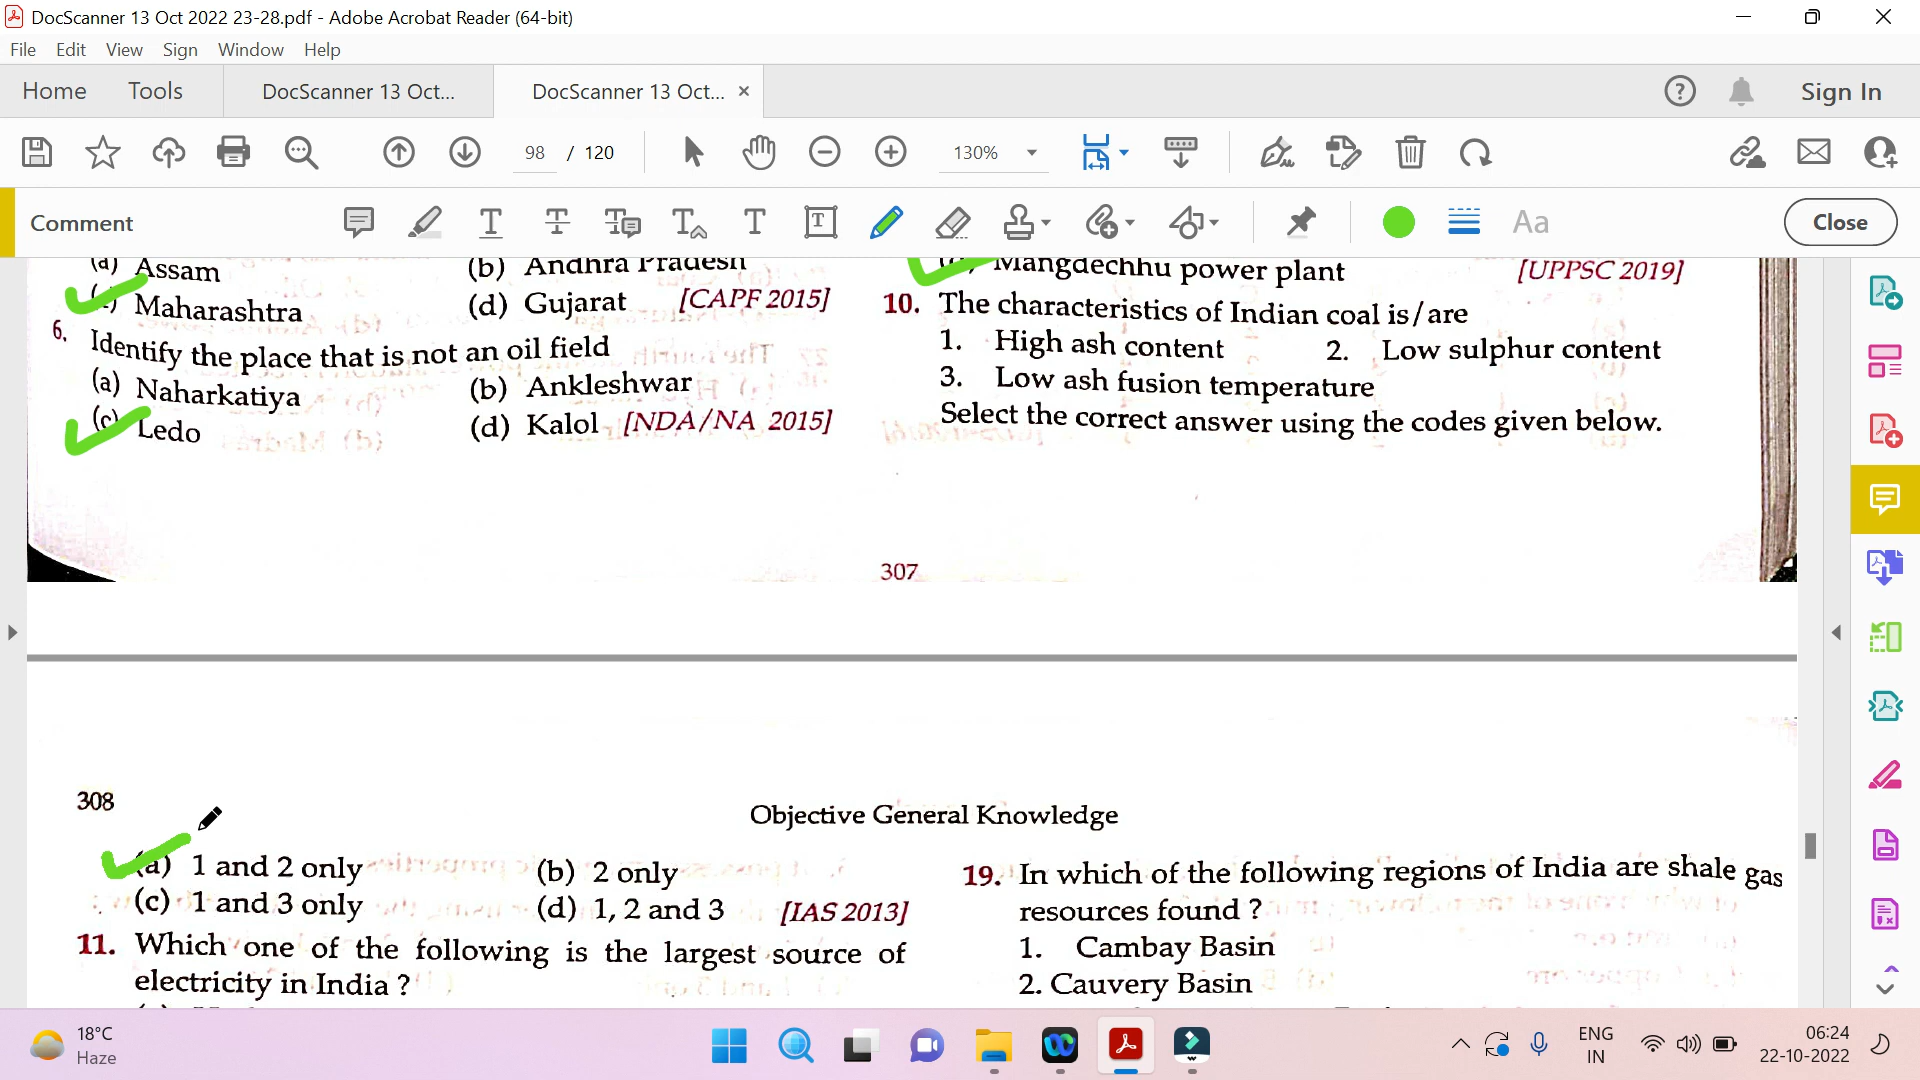 DocScanner 13 Oct 2022 23-28.pdf - Adobe Acrobat Reader (64-bit)
File Edit View Sign Window Help
Home Tools DocScanner 13 Oct... DocScanner 13 Oct... × Sign In
98 / 120 130%
Comment Aa Close
(a) Assam (b) Andhra Pradesh
Maharashtra (d) Gujarat [CAPF 2015]
6. Identify the place that is not an oil field
(a) Naharkatiya (b) Ankleshwar
(c) Ledo (d) Kalol [NDA/NA 2015]
Mangdechhu power plant [UPPSC 2019]
10. The characteristics of Indian coal is/are
1. High ash content 2. Low sulphur content
3. Low ash fusion temperature
Select the correct answer using the codes given below.
307
308
Objective General Knowledge
(a) 1 and 2 only (b) 2 only
(c) 1 and 3 only (d) 1, 2 and 3 [IAS 2013]
11. Which one of the following is the largest source of
electricity in India ?
19. In which of the following regions of India are shale gas
resources found ?
1. Cambay Basin
2. Cauvery Basin
18°C
Haze
ENG
IN
06:24
22-10-2022